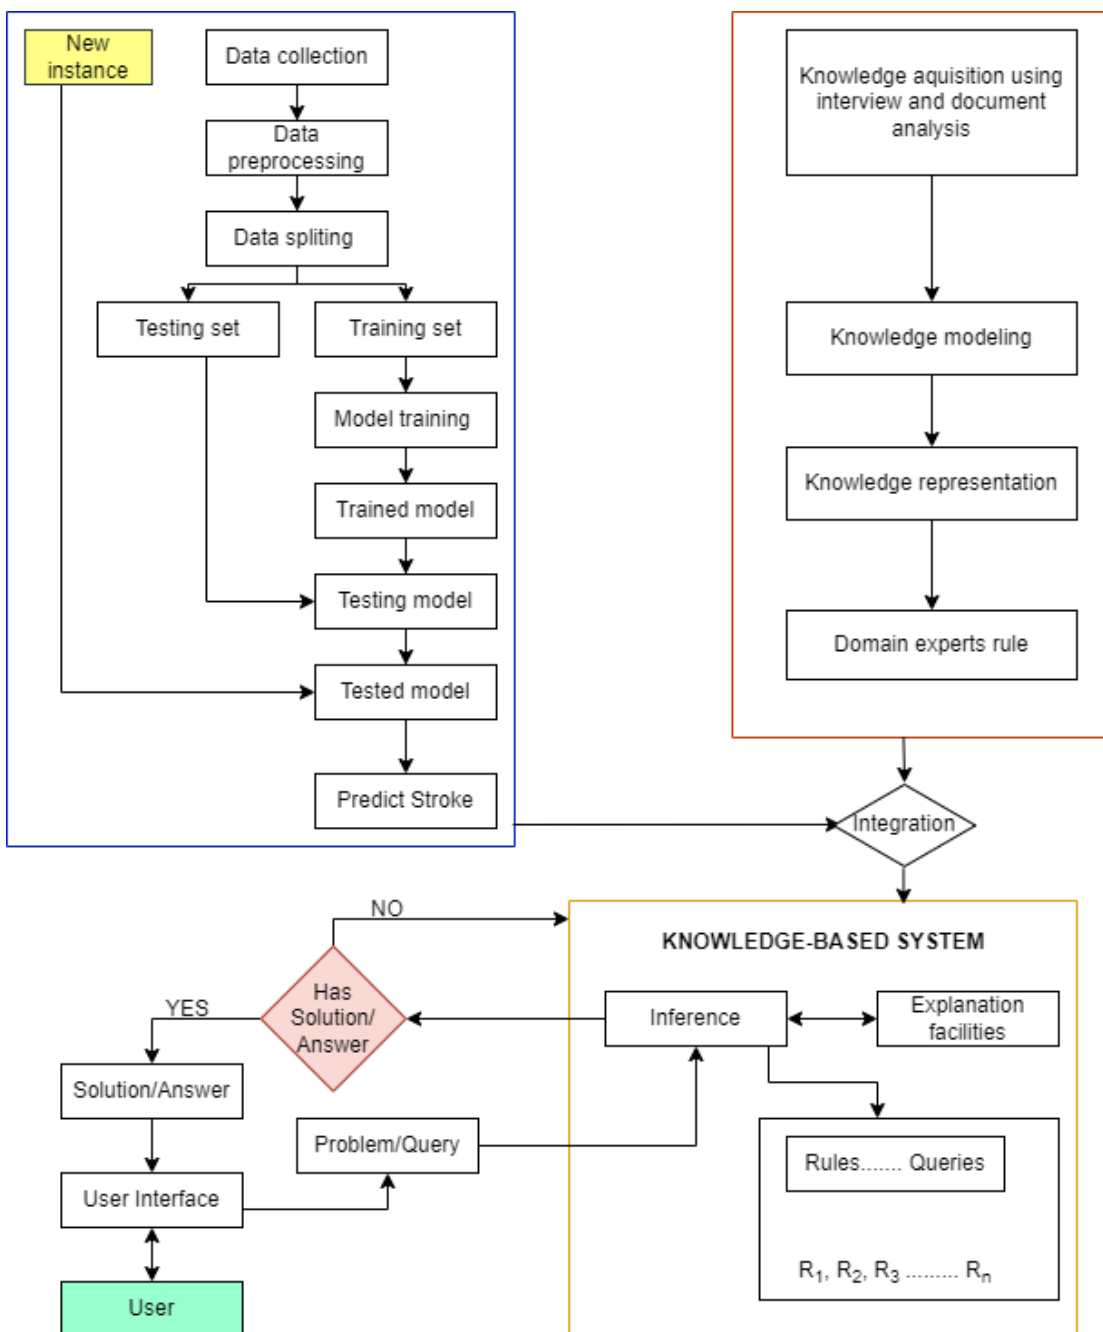 New
instance
Data collection
Data
preprocessing
Data spliting
Testing set
Training set
Model training
Trained model
Testing model
Tested model
Predict Stroke
Knowledge aquisition using
interview and document
analysis
Knowledge modeling
Knowledge representation
Domain experts rule
Integration
KNOWLEDGE-BASED SYSTEM
Inference
Explanation
facilities
Rules....... Queries
R₁, R₂, R₃ ......... Rₙ
NO
Has
Solution/
Answer
YES
Solution/Answer
Problem/Query
User Interface
User